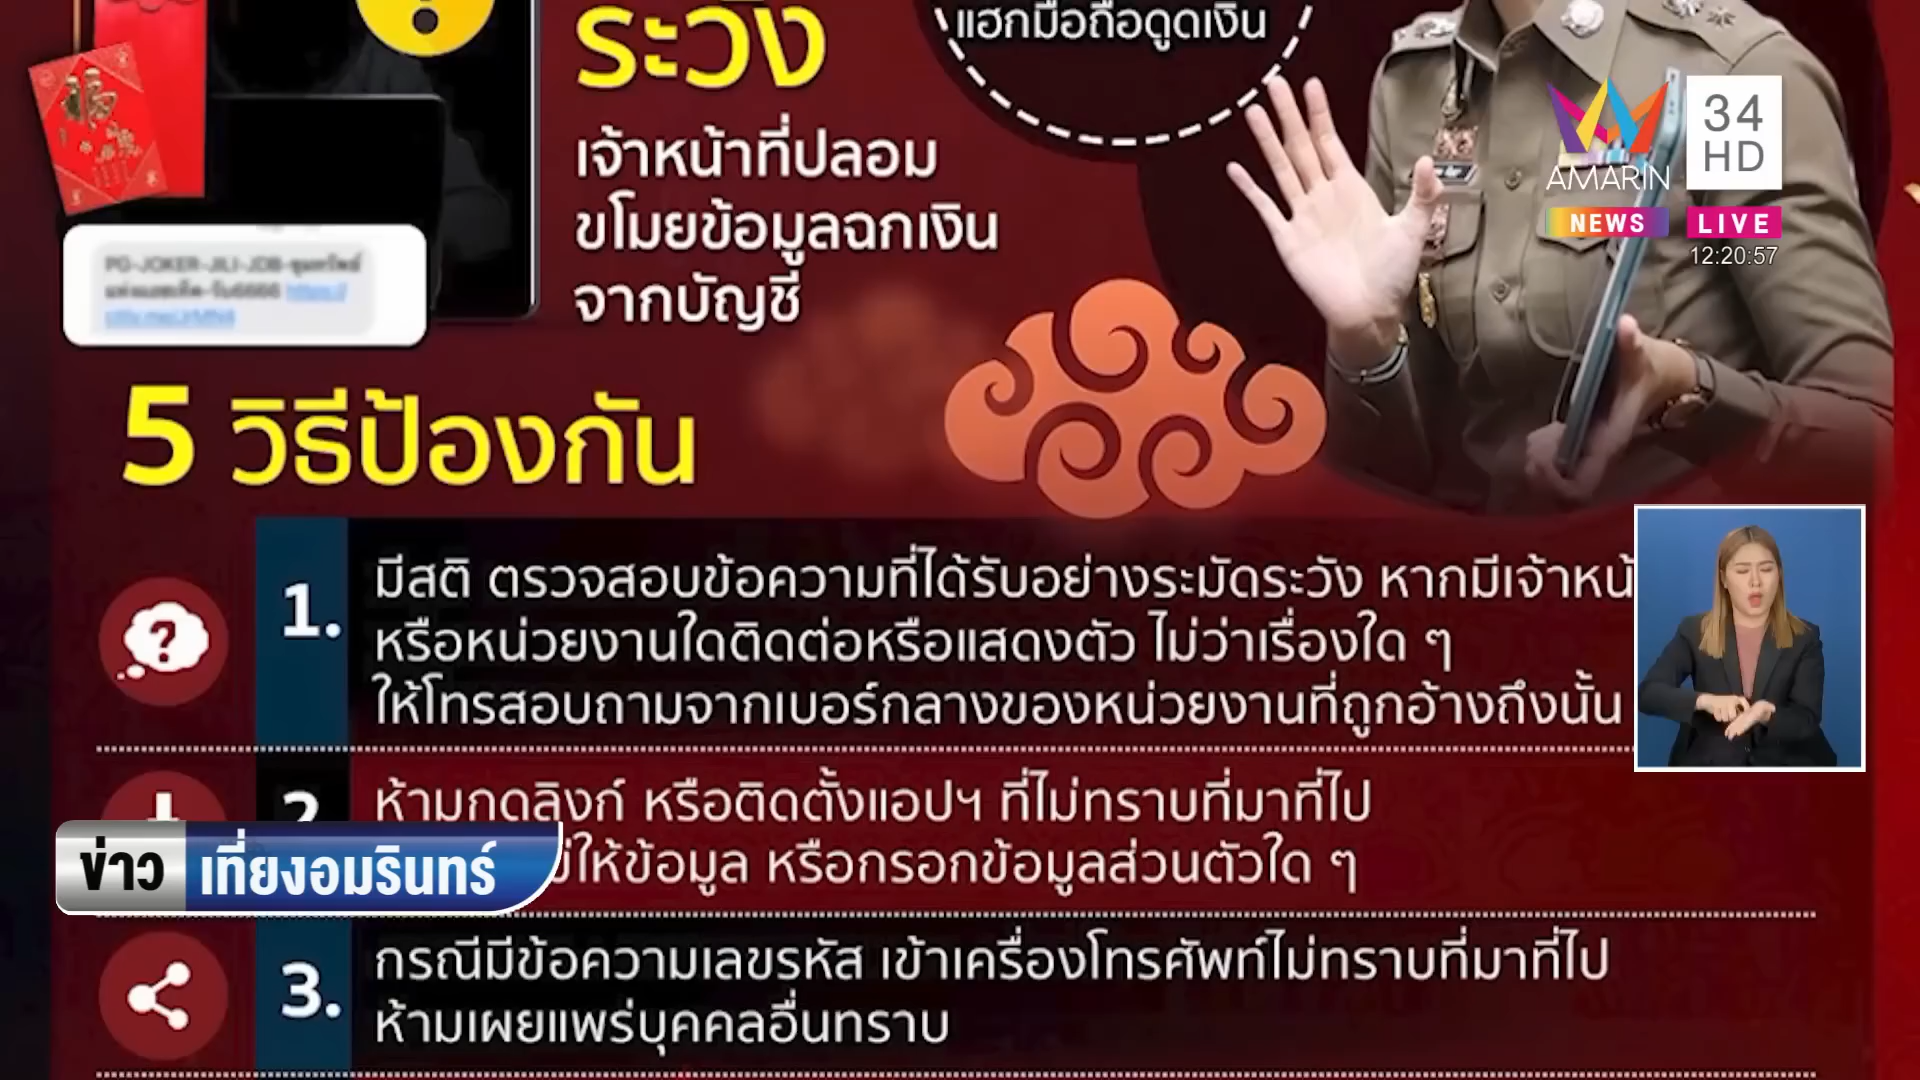 แฮกมือถือดูดเงิน
ระวัง
เจ้าหน้าที่ปลอม
ขโมยข้อมูลฉกเงิน
จากบัญชี
AMARIN
34
HD
NEWS
LIVE
12:20:57
福
5 วิธีป้องกัน
1.
มีสติ ตรวจสอบข้อความที่ได้รับอย่างระมัดระวัง หากมีเจ้าหน้
หรือหน่วยงานใดติดต่อหรือแสดงตัว ไม่ว่าเรื่องใด ๆ
ให้โทรสอบถามจากเบอร์กลางของหน่วยงานที่ถูกอ้างถึงนั้น
2
ห้ามกดลิงก์ หรือติดตั้งแอปฯ ที่ไม่ทราบที่มาที่ไป
ให้ข้อมูล หรือกรอกข้อมูลส่วนตัวใด ๆ
ข่าว เที่ยงอมรินทร์
3.
กรณีมีข้อความเลขรหัส เข้าเครื่องโทรศัพท์ไม่ทราบที่มาที่ไป
ห้ามเผยแพร่บุคคลอื่นทราบ